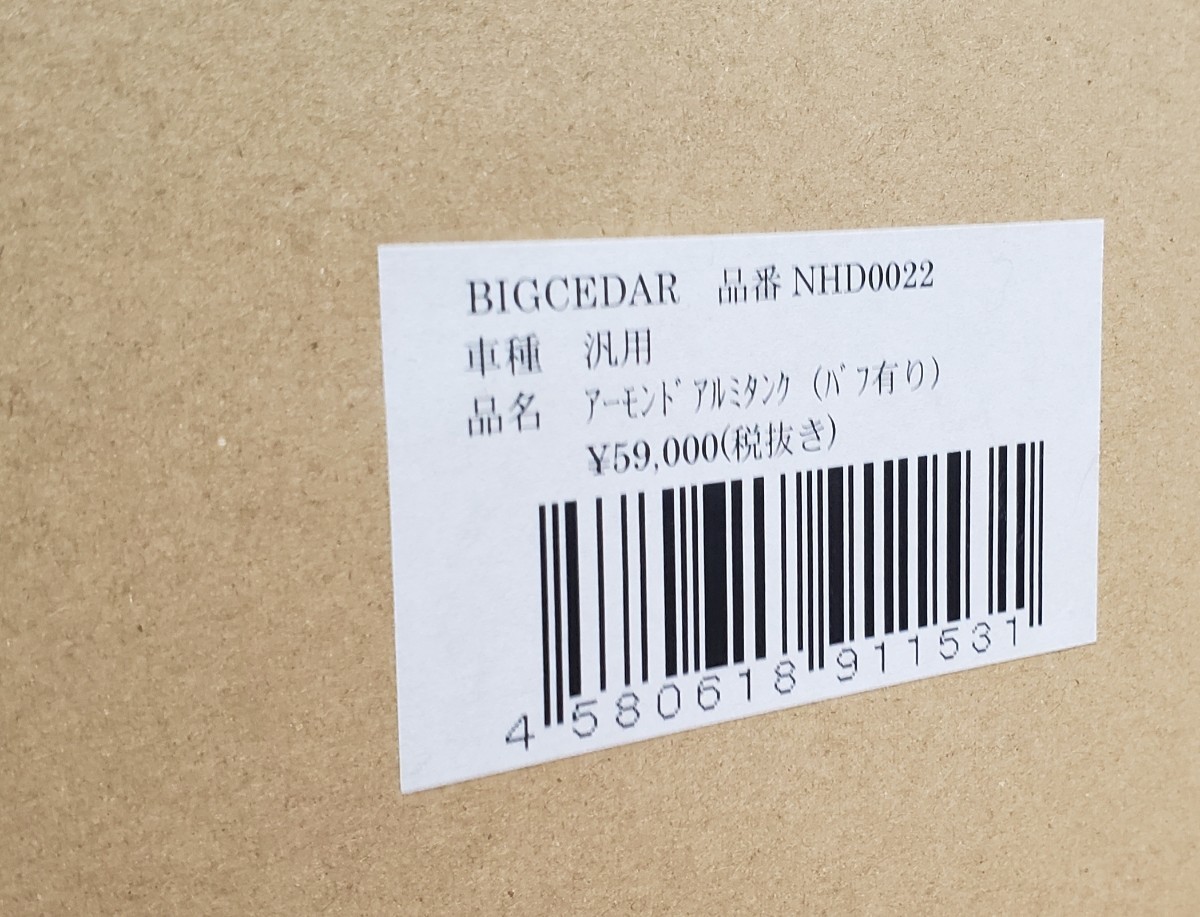 BIGCEDAR　品番 NHD0022
車種　汎用
品名　ｱｰﾓﾝﾄﾞｱﾙﾐﾀﾝｸ（ﾊﾞﾌ有り）
¥59,000(税抜き)
4 580618 911531